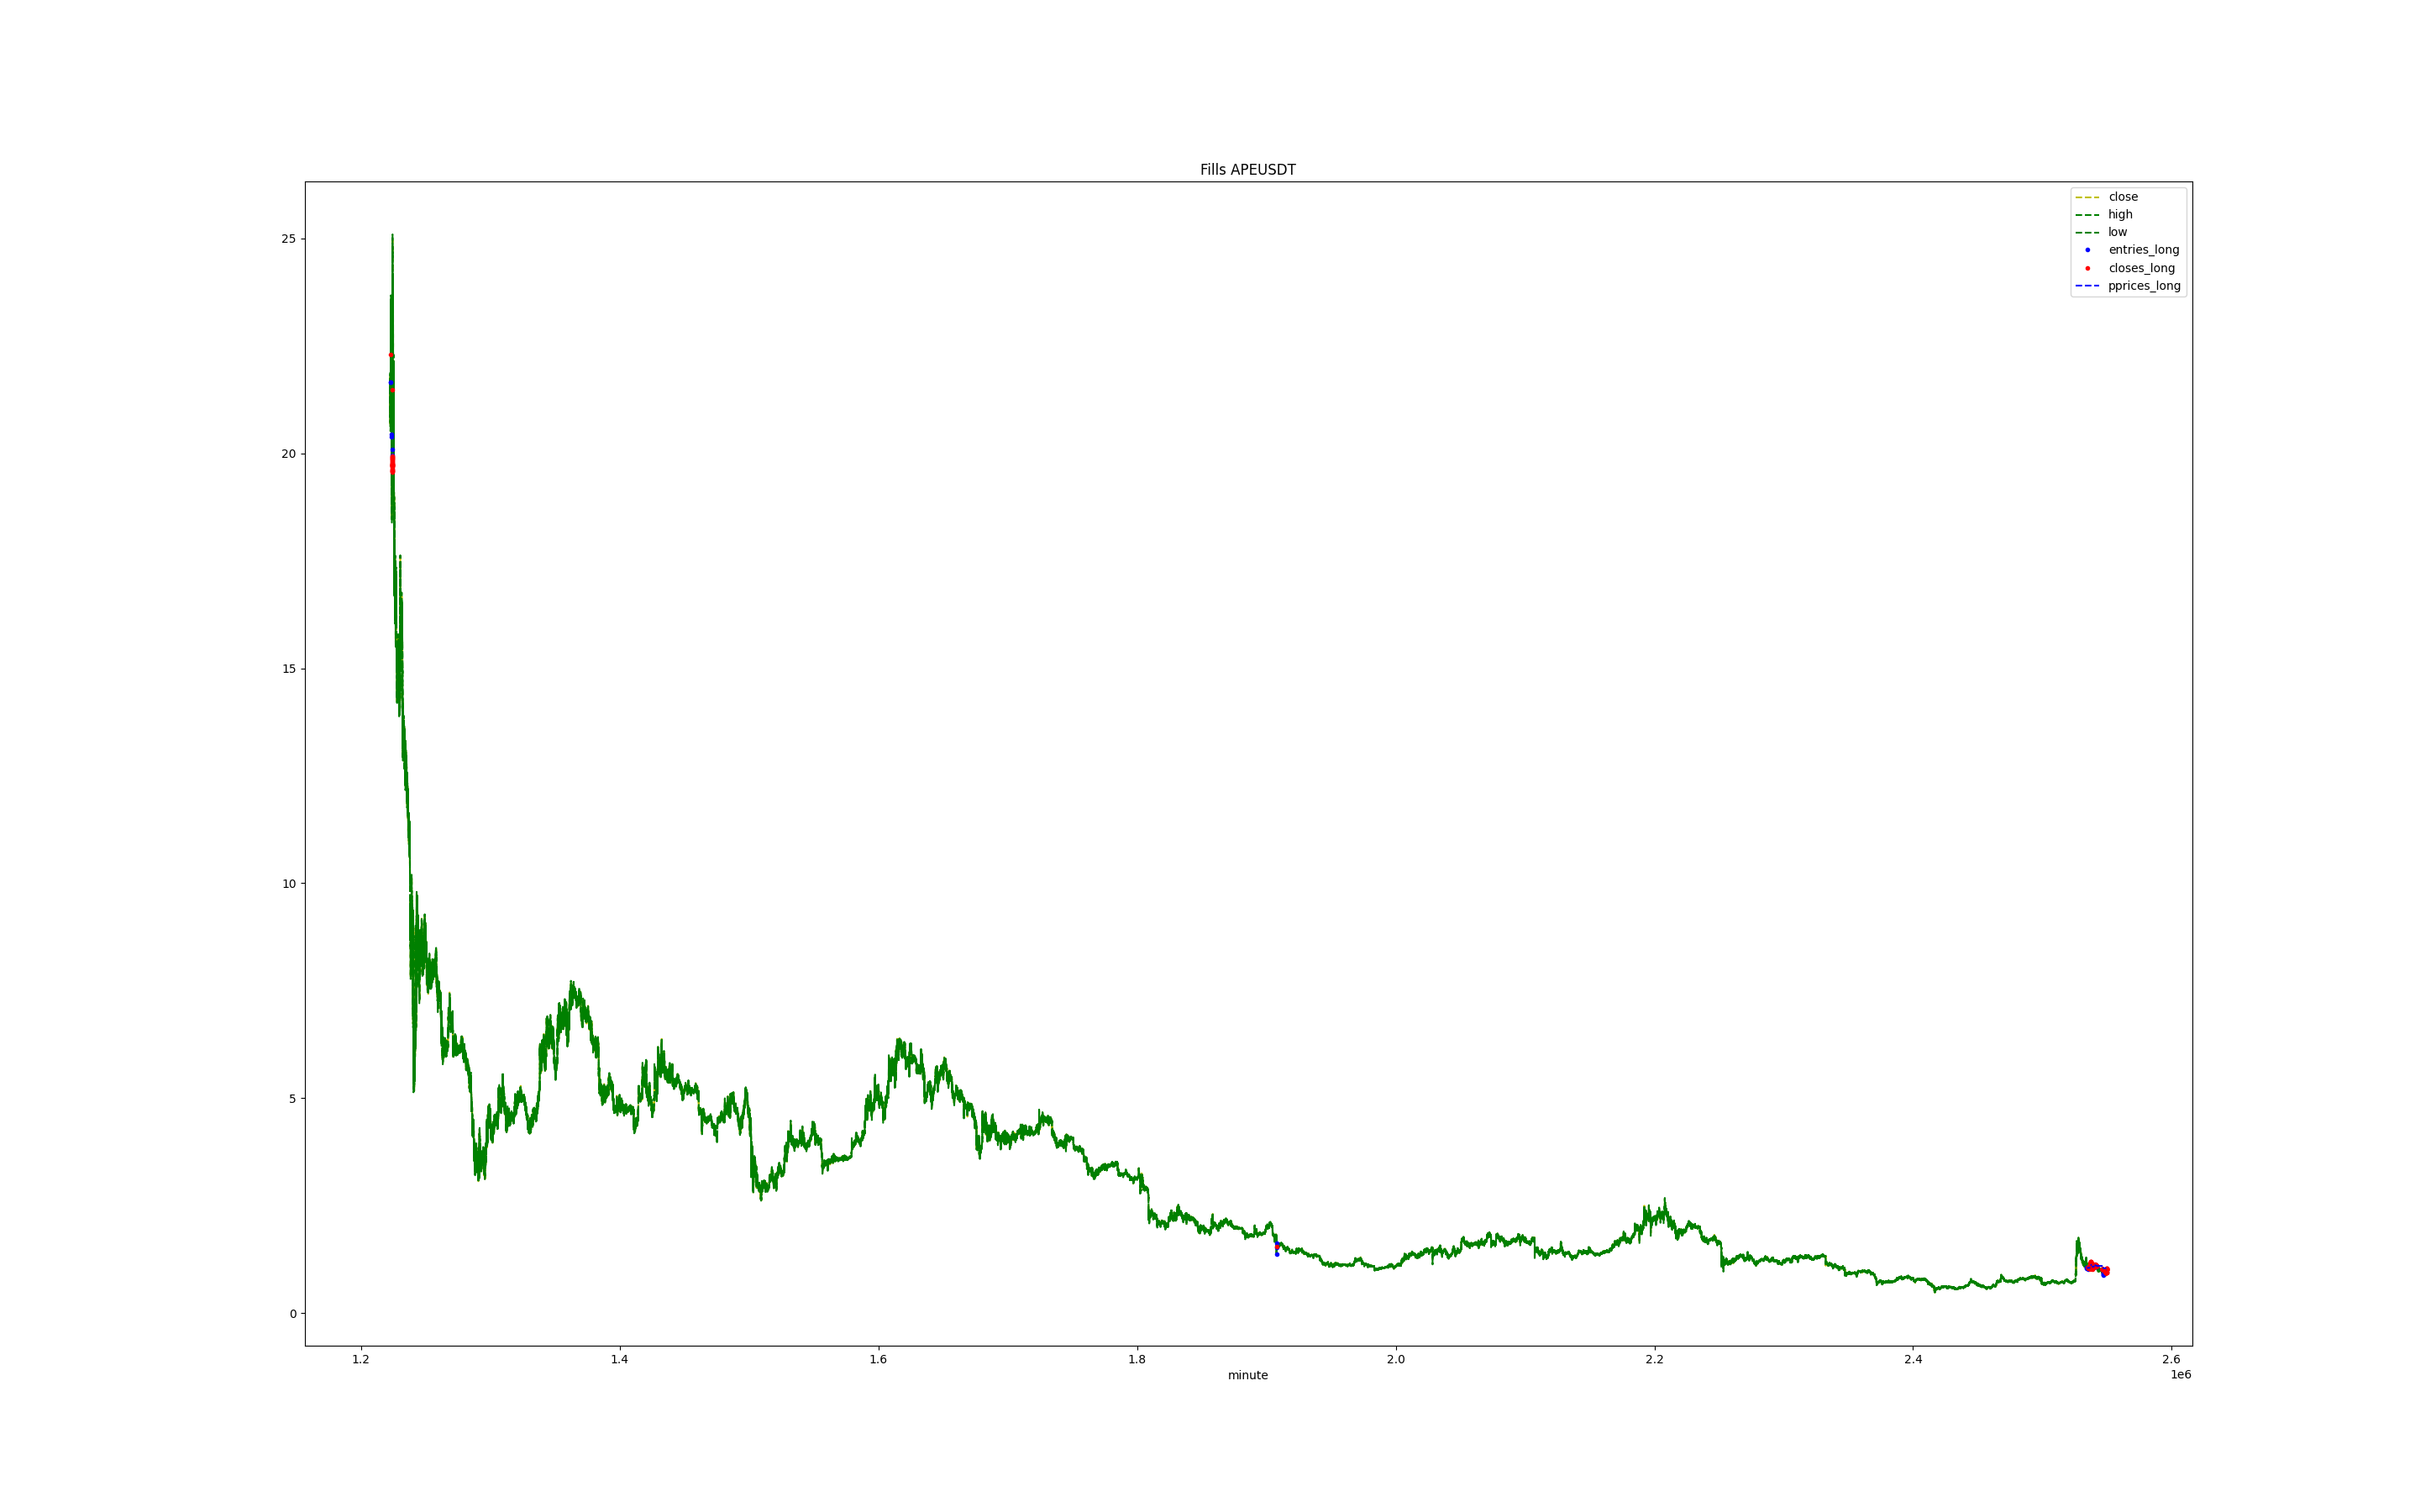 Fills APEUSDT
close
high
low
entries_long
closes_long
pprices_long
25
20
15
10
5
0
1.2 1.4 1.6 1.8 2.0 2.2 2.4 2.6
1e6
minute